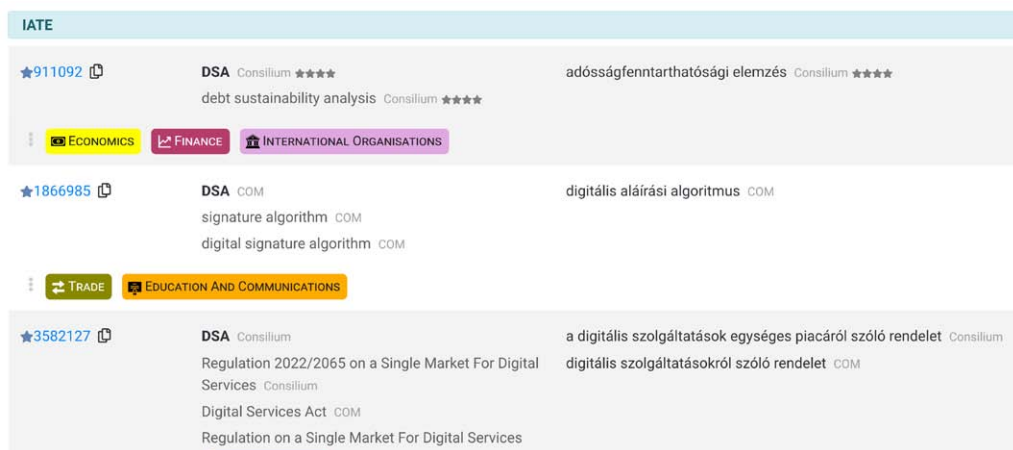 IATE
911092 DSA Consilium adósságfenntarthatósági elemzés Consilium
debt sustainability analysis Consilium
ECONOMICS FINANCE INTERNATIONAL ORGANISATIONS
1866985 DSA COM digitális aláírási algoritmus COM
signature algorithm COM
digital signature algorithm COM
TRADE EDUCATION AND COMMUNICATIONS
3582127 DSA Consilium a digitális szolgáltatások egységes piacáról szóló rendelet Consilium
Regulation 2022/2065 on a Single Market For Digital digitális szolgáltatásokról szóló rendelet COM
Services Consilium
Digital Services Act COM
Regulation on a Single Market For Digital Services